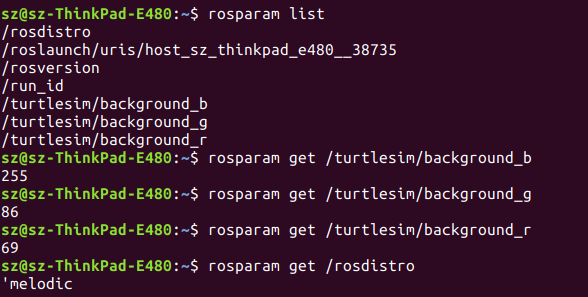 sz@sz-ThinkPad-E480:~$ rosparam list
/rosdistro
/roslaunch/uris/host_sz_thinkpad_e480__38735
/rosversion
/run_id
/turtlesim/background_b
/turtlesim/background_g
/turtlesim/background_r
sz@sz-ThinkPad-E480:~$ rosparam get /turtlesim/background_b
255
sz@sz-ThinkPad-E480:~$ rosparam get /turtlesim/background_g
86
sz@sz-ThinkPad-E480:~$ rosparam get /turtlesim/background_r
69
sz@sz-ThinkPad-E480:~$ rosparam get /rosdistro
'melodic